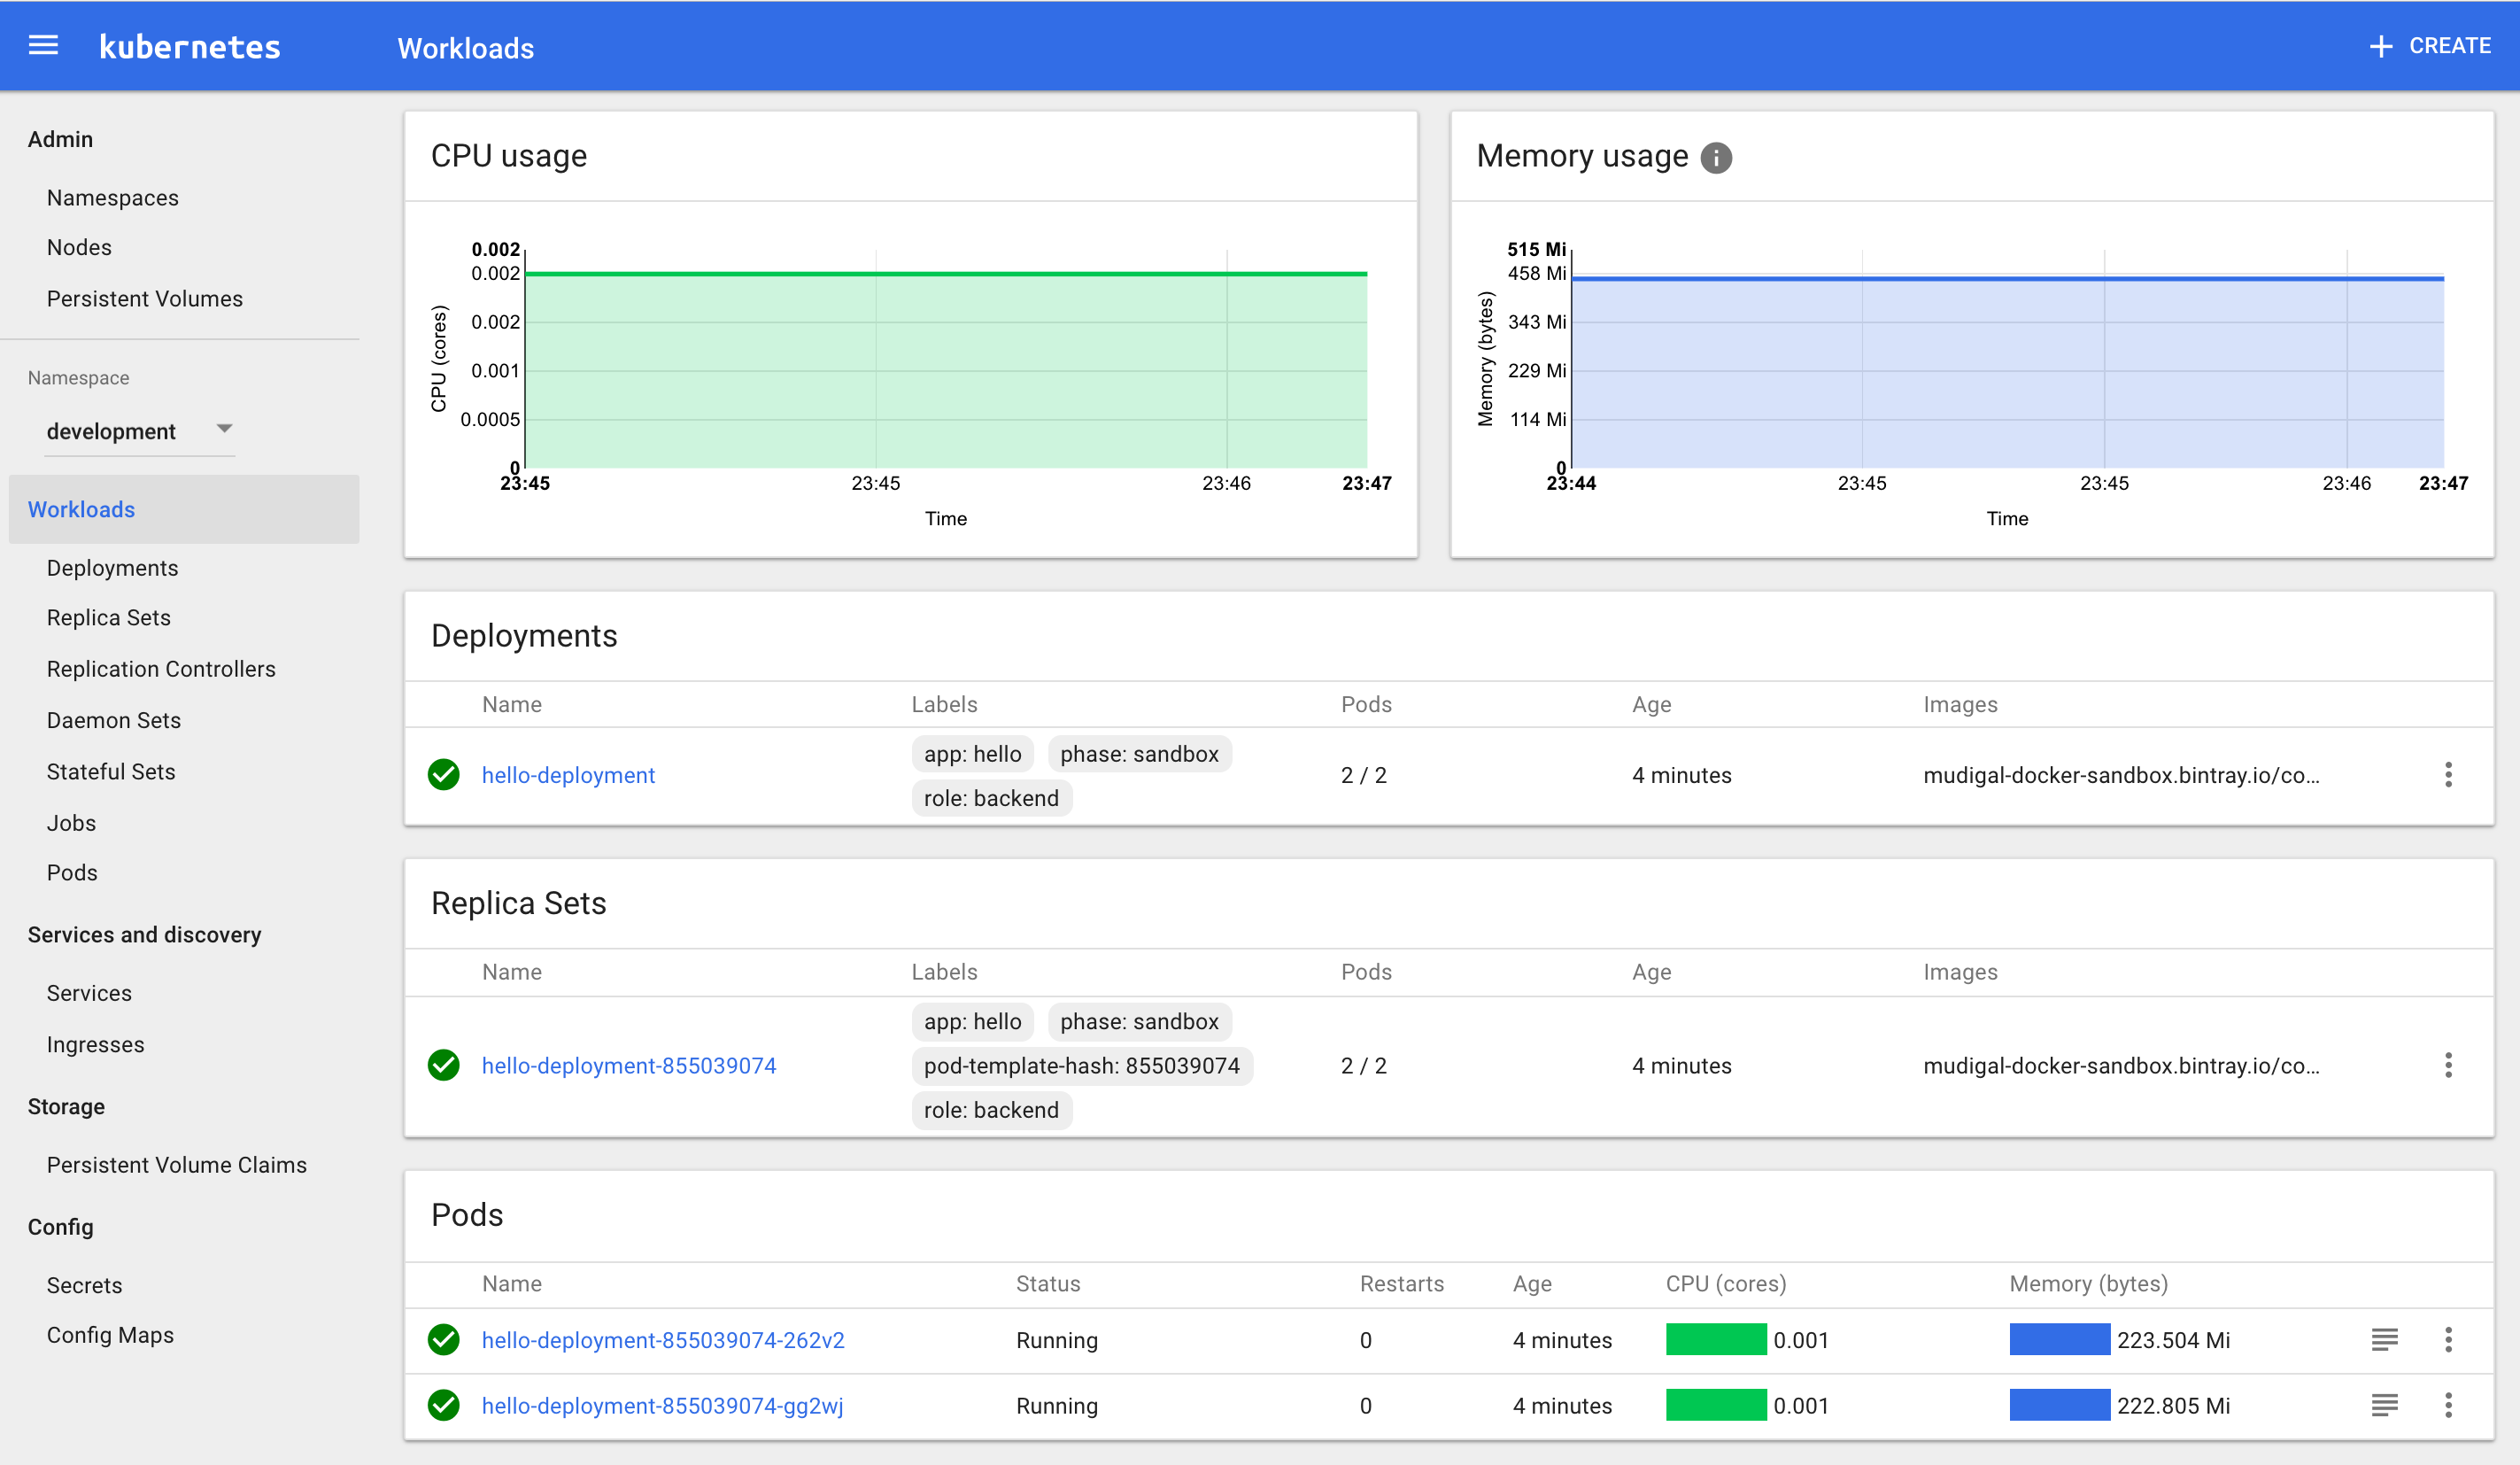 kubernetes
Workloads
CREATE
Admin
Namespaces
Nodes
Persistent Volumes
Namespace
development
Workloads
Deployments
Replica Sets
Replication Controllers
Daemon Sets
Stateful Sets
Jobs
Pods
Services and discovery
Services
Ingresses
Storage
Persistent Volume Claims
Config
Secrets
Config Maps
CPU usage
CPU (cores)
0.002
0.002
0.002
0.001
0.0005
0
23:45 23:45 23:46 23:47
Time
Memory usage
Memory (bytes)
515 Mi
458 Mi
343 Mi
229 Mi
114 Mi
0
23:44 23:45 23:45 23:46 23:47
Time
Deployments
Name Labels Pods Age Images
app: hello phase: sandbox
hello-deployment 2 / 2 4 minutes mudigal-docker-sandbox.bintray.io/co...
role: backend
Replica Sets
Name Labels Pods Age Images
app: hello phase: sandbox
hello-deployment-855039074 pod-template-hash: 855039074 2 / 2 4 minutes mudigal-docker-sandbox.bintray.io/co...
role: backend
Pods
Name Status Restarts Age CPU (cores) Memory (bytes)
hello-deployment-855039074-262v2 Running 0 4 minutes 0.001 223.504 Mi
hello-deployment-855039074-gg2wj Running 0 4 minutes 0.001 222.805 Mi